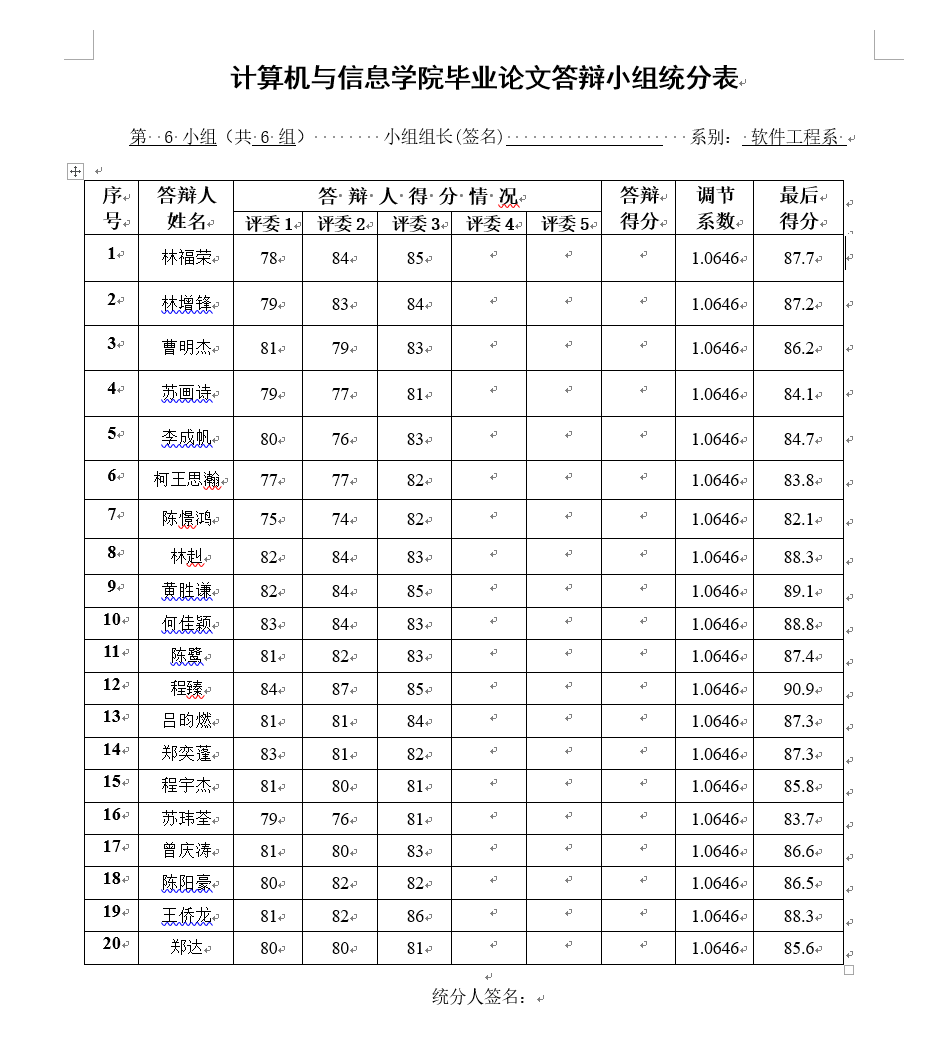 计算机与信息学院毕业论文答辩小组统分表
第 6 小组（共 6 组） 小组组长(签名) 系别： 软件工程系
序号 答辩人姓名 答 辩 人 得 分 情 况 答辩得分 调节系数 最后得分
评委 1 评委 2 评委 3 评委 4 评委 5
1 林福荣 78 84 85 1.0646 87.7
2 林增锋 79 83 84 1.0646 87.2
3 曹明杰 81 79 83 1.0646 86.2
4 苏画诗 79 77 81 1.0646 84.1
5 李成帆 80 76 83 1.0646 84.7
6 柯王思瀚 77 77 82 1.0646 83.8
7 陈憬鸿 75 74 82 1.0646 82.1
8 林赳 82 84 83 1.0646 88.3
9 黄胜谦 82 84 85 1.0646 89.1
10 何佳颖 83 84 83 1.0646 88.8
11 陈鹭 81 82 83 1.0646 87.4
12 程臻 84 87 85 1.0646 90.9
13 吕昀燃 81 81 84 1.0646 87.3
14 郑奕蓬 83 81 82 1.0646 87.3
15 程宇杰 81 80 81 1.0646 85.8
16 苏玮荃 79 76 81 1.0646 83.7
17 曾庆涛 81 80 83 1.0646 86.6
18 陈阳豪 80 82 82 1.0646 86.5
19 王侨龙 81 82 86 1.0646 88.3
20 郑达 80 80 81 1.0646 85.6
统分人签名：